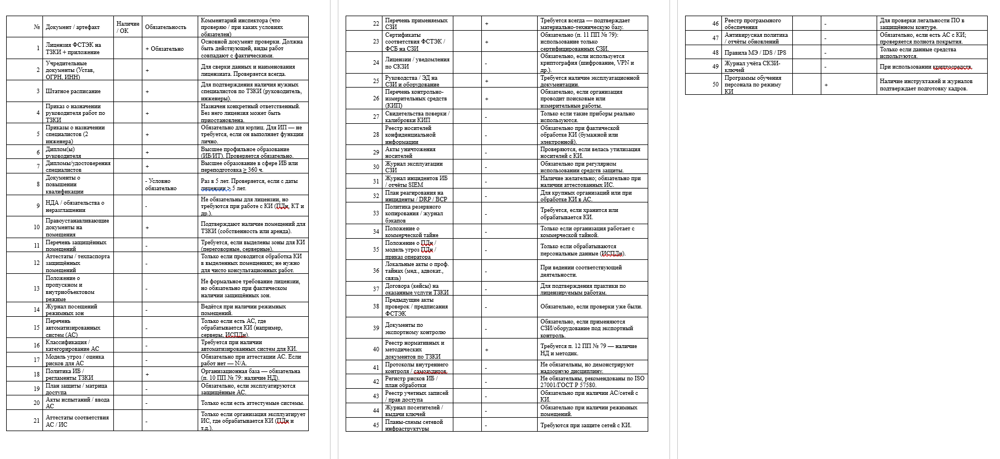 № Документ / артефакт Наличие / ОК Обязательность Комментарий инспектора (что проверяю / при каких условиях обязателен)
1 Лицензия ФСТЭК на ТЗКИ + приложение + Обязательно Основной документ проверки. Должна быть действующей, виды работ совпадают с фактическими.
2 Учредительные документы (Устав, ОГРН, ИНН) + Для сверки данных и наименования лицензиата. Проверяется всегда.
3 Штатное расписание + Для подтверждения наличия нужных специалистов по ТЗКИ (руководитель, инженеры).
4 Приказ о назначении руководителя работ по ТЗКИ + Назначен конкретный ответственный. Без него лицензия может быть приостановлена.
5 Приказы о назначении специалистов (2 инженера) + Обязательно для юрлиц. Для ИП — не требуется, если он выполняет функции лично.
6 Диплом(ы) руководителя + Высшее профильное образование (ИБ/ИТ). Проверяется обязательно.
7 Дипломы/удостоверения специалистов + Высшее образование в сфере ИБ или переподготовка ≥ 360 ч.
8 Документы о повышении квалификации - Условно обязательно Раз в 5 лет. Проверяется, если с даты лицензии > 5 лет.
9 НДА / обязательства о неразглашении - Не обязательны для лицензии, но требуются при работе с КИ (ПДн, КТ и др.).
10 Правоустанавливающие документы на помещения + Подтверждают наличие помещений для ТЗКИ (собственность или аренда).
11 Перечень защищённых помещений - Требуется, если выделены зоны для КИ (переговорные, серверные).
12 Аттестаты / техпаспорта защищённых помещений - Только если проводится обработка КИ в выделенных помещениях; не нужно для чисто консультационных работ.
13 Положение о пропускном и внутриобъектовом режиме - Не формальное требование лицензии, но обязательно при фактическом наличии защищённых зон.
14 Журнал посещений режимных зон - Ведётся при наличии режимных помещений.
15 Перечень автоматизированных систем (АС) - Только если есть АС, где обрабатывается КИ (например, серверы, ИСПДн).
16 Классификация / категорирование АС - Требуется при наличии автоматизированных систем для КИ.
17 Модель угроз / оценка рисков для АС - Обязательно при аттестации АС. Если работ нет — N/A.
18 Политика ИБ / регламенты ТЗКИ + Организационная база — обязательна (п. 10 ПП № 79: наличие НД).
19 План защиты / матрица доступа - Обязательно, если эксплуатируются защищённые АС.
20 Акты испытаний / ввода АС - Только если есть аттестуемые системы.
21 Аттестаты соответствия АС / ИС - Только если организация эксплуатирует ИС, где обрабатывается КИ (ПДн и т.д.).
22 Перечень применяемых СЗИ + Требуется всегда — подтверждает материально-техническую базу.
23 Сертификаты соответствия ФСТЭК / ФСБ на СЗИ + Обязательно (п. 11 ПП № 79): использование только сертифицированных СЗИ.
24 Лицензии / уведомления по СКЗИ - Обязательно, если используется криптография (шифрование, VPN и др.).
25 Руководства / ЭД на СЗИ и оборудование + Требуется наличие эксплуатационной документации.
26 Перечень контрольно-измерительных средств (КИП) + Обязательно, если организация проводит поисковые или измерительные работы.
27 Свидетельства поверки / калибровки КИП - Только если такие приборы реально используются.
28 Реестр носителей конфиденциальной информации - Обязательно при фактической обработке КИ (бумажной или электронной).
29 Акты уничтожения носителей - Проверяются, если велась утилизация носителей с КИ.
30 Журнал эксплуатации СЗИ - Обязательно при регулярном использовании средств защиты.
31 Журнал инцидентов ИБ / отчёты SIEM - Наличие желательно; обязательно при наличии аттестованных ИС.
32 План реагирования на инциденты / DRP / BCP - Для крупных организаций или при обработке КИ в АС.
33 Политика резервного копирования / журнал бэкапов - Требуется, если хранится или обрабатывается КИ.
34 Положение о коммерческой тайне - Только если организация работает с коммерческой тайной.
35 Положение о ПДн / модель угроз ПДн / приказ оператора - Только если обрабатываются персональные данные (ИСПДн).
36 Локальные акты о проф. тайнах (мед., адвокат., связь) - При ведении соответствующей деятельности.
37 Договора (кейсы) на оказанные услуги ТЗКИ - Для подтверждения практики по лицензируемым работам.
38 Предыдущие акты проверок / предписания ФСТЭК - Обязательно, если проверки уже были.
39 Документы по экспортному контролю - Обязательно, если применяются СЗИ/оборудование под экспортный контроль.
40 Реестр нормативных и методических документов по ТЗКИ + Требуется п. 12 ПП № 79 — наличие НД и методик.
41 Протоколы внутреннего контроля / самоаудитов. - Не обязательны, но демонстрируют надзорную дисциплину.
42 Регистр рисков ИБ / план обработки - Не обязательны, рекомендованы по ISO 27001/ГОСТ Р 57580.
43 Реестр учетных записей / прав доступа - Обязательно при наличии АС/сетей с КИ.
44 Журнал посетителей / выдачи ключей - Обязательно при наличии режимных помещений.
45 Планы-схемы сетевой инфраструктуры - Требуются при защите сетей с КИ.
46 Реестр программного обеспечения - Для проверки легальности ПО в защищённом контуре.
47 Антивирусная политика / отчёты обновлений - Обязательно, если есть АС с КИ; проверяется полнота покрытия.
48 Правила МЭ / IDS / IPS - Только если данные средства используются.
49 Журнал учёта СКЗИ-ключей - При использовании криптосредств.
50 Программы обучения персонала по режиму КИ + Наличие инструктажей и журналов подтверждает подготовку кадров.